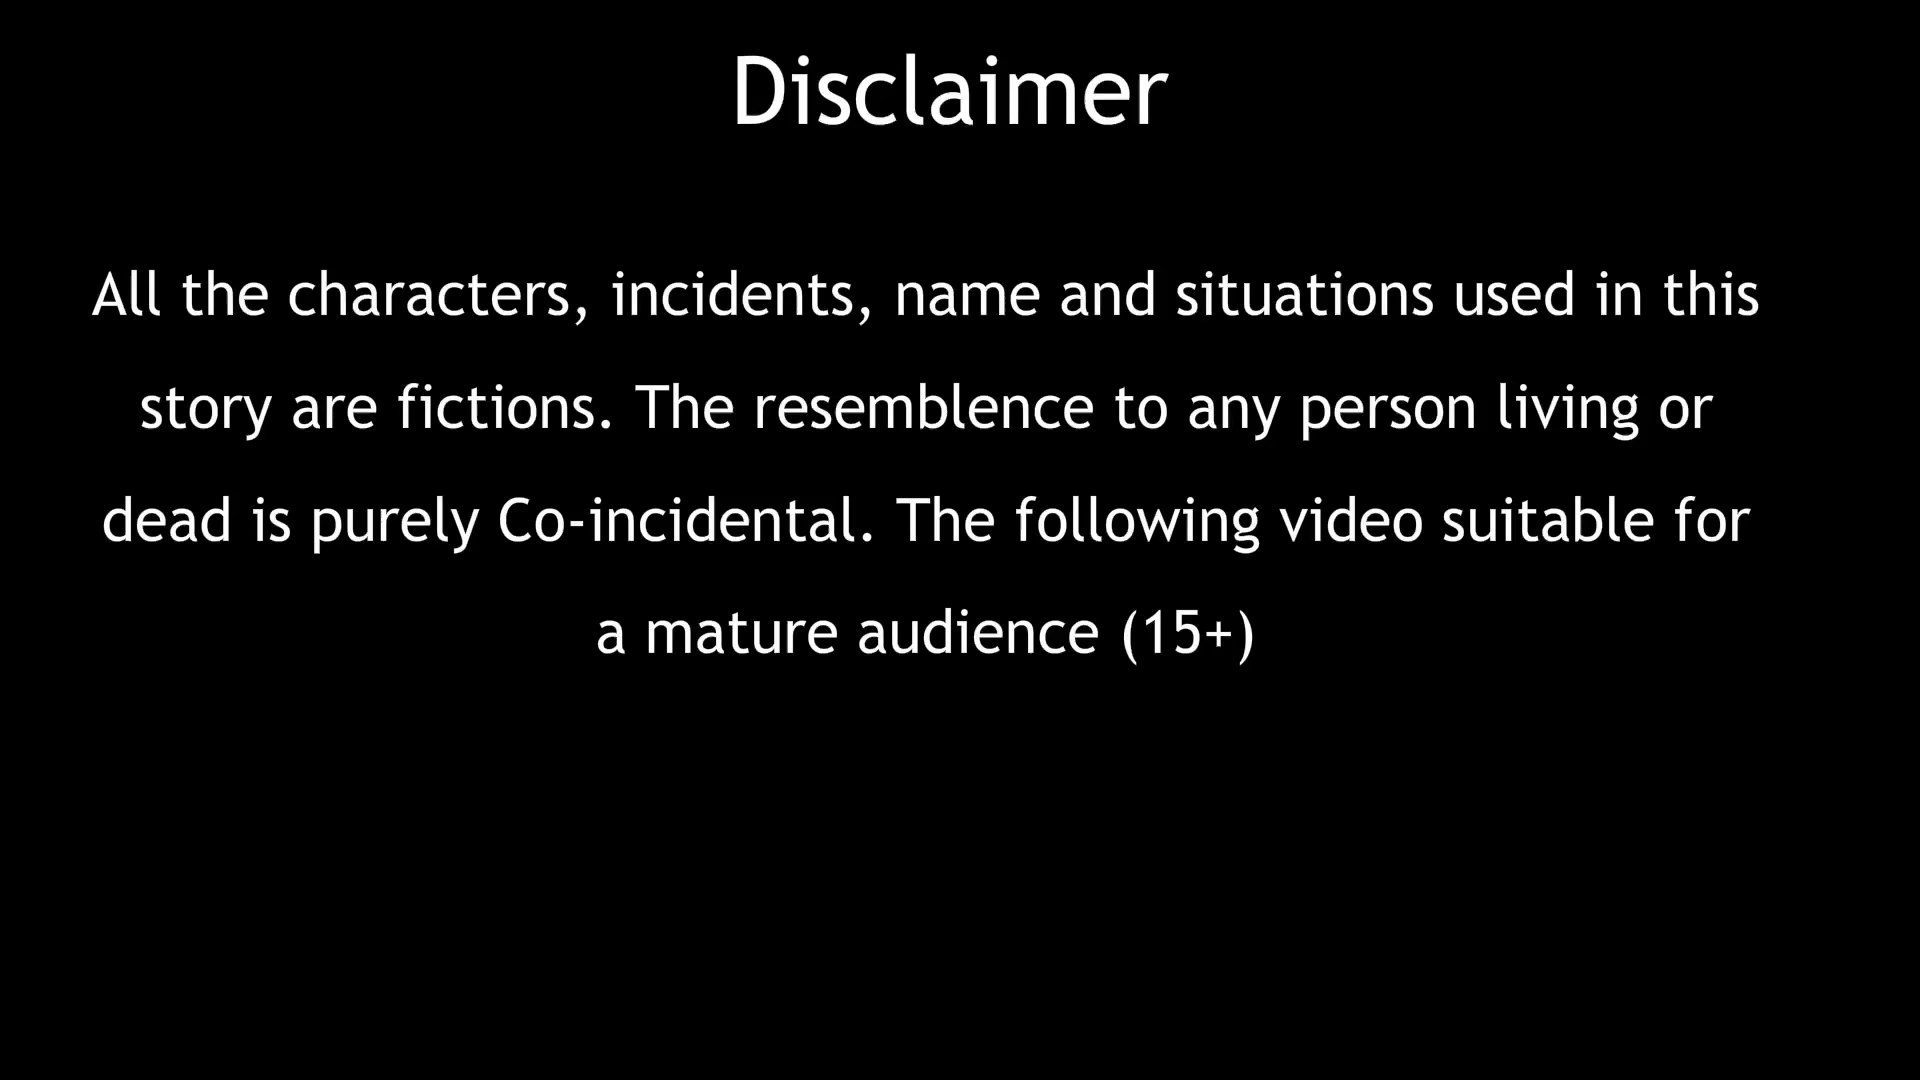 Disclaimer
All the characters, incidents, name and situations used in this
story are fictions. The resemblence to any person living or
dead is purely Co-incidental. The following video suitable for
a mature audience (15+)